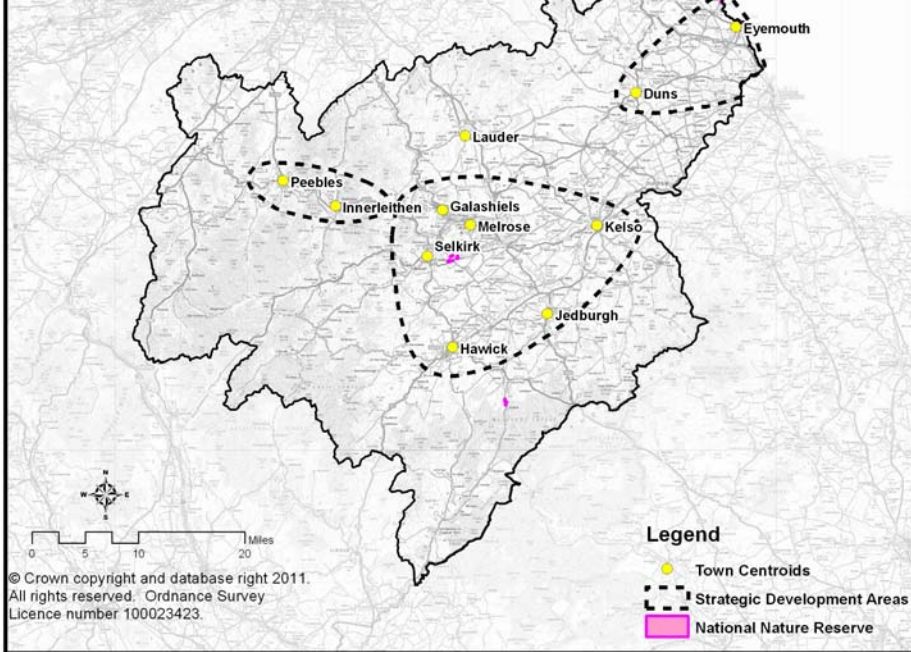 Eyemouth
Duns
Lauder
Peebles
Innerleithen
Galashiels
Melrose
Kelso
Selkirk
Jedburgh
Hawick
N
W E
S
Miles
0 5 10 20
© Crown copyright and database right 2011.
All rights reserved. Ordnance Survey
Licence number 100023423.
Legend
Town Centroids
Strategic Development Areas
National Nature Reserve